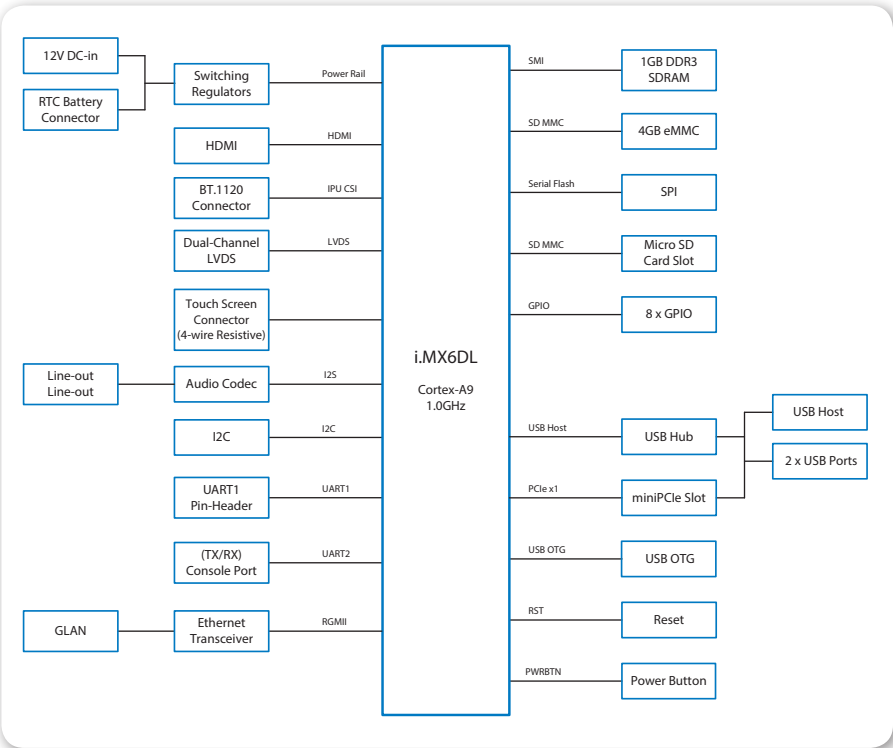 12V DC-in
RTC Battery
Connector
Switching
Regulators
Power Rail
HDMI
HDMI
BT.1120
Connector
IPU CSI
Dual-Channel
LVDS
LVDS
Touch Screen
Connector
(4-wire Resistive)
Line-out
Line-out
Audio Codec
I2S
I2C
I2C
UART1
Pin-Header
UART1
(TX/RX)
Console Port
UART2
GLAN
Ethernet
Transceiver
RGMII
i.MX6DL
Cortex-A9
1.0GHz
SMI
1GB DDR3
SDRAM
SD MMC
4GB eMMC
Serial Flash
SPI
SD MMC
Micro SD
Card Slot
GPIO
8 x GPIO
USB Host
USB Hub
USB Host
2 x USB Ports
PCIe x1
miniPCIe Slot
USB OTG
USB OTG
RST
Reset
PWRBTN
Power Button